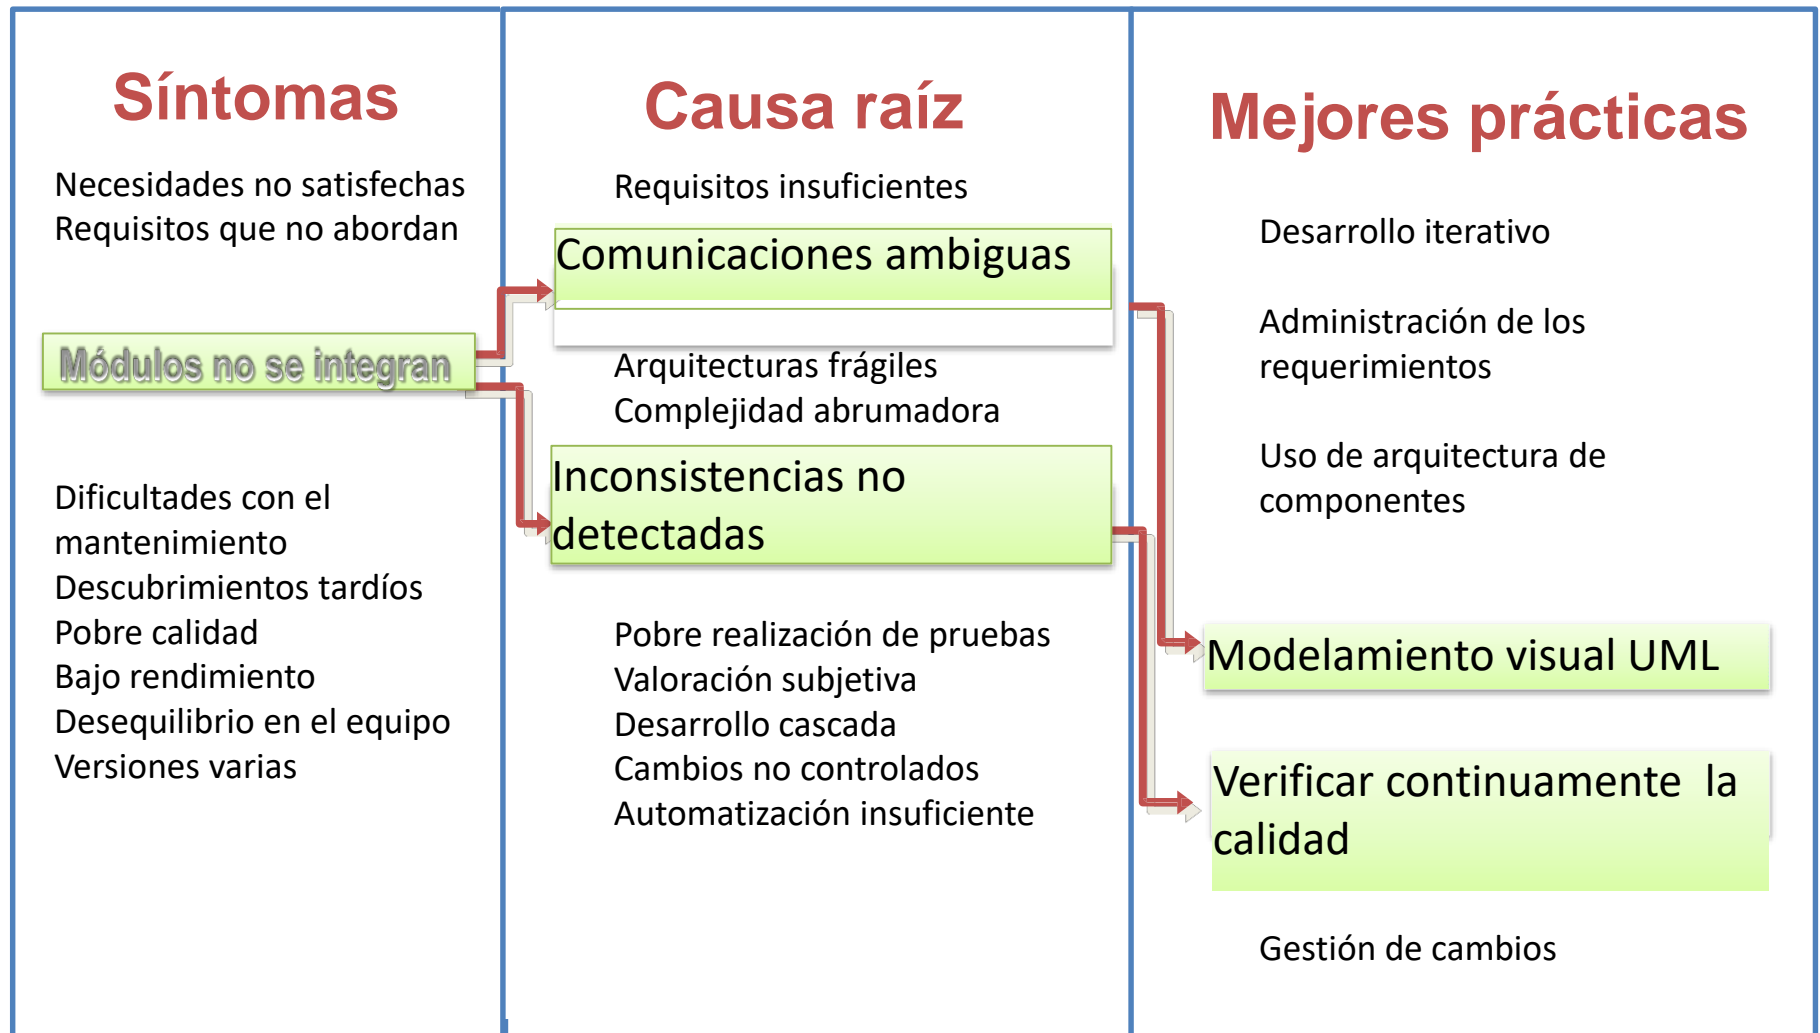 Síntomas
Necesidades no satisfechas
Requisitos que no abordan
Módulos no se integran
Dificultades con el
mantenimiento
Descubrimientos tardíos
Pobre calidad
Bajo rendimiento
Desequilibrio en el equipo
Versiones varias
Causa raíz
Requisitos insuficientes
Comunicaciones ambiguas
Arquitecturas frágiles
Complejidad abrumadora
Inconsistencias no
detectadas
Pobre realización de pruebas
Valoración subjetiva
Desarrollo cascada
Cambios no controlados
Automatización insuficiente
Mejores prácticas
Desarrollo iterativo
Administración de los
requerimientos
Uso de arquitectura de
componentes
Modelamiento visual UML
Verificar continuamente  la
calidad
Gestión de cambios